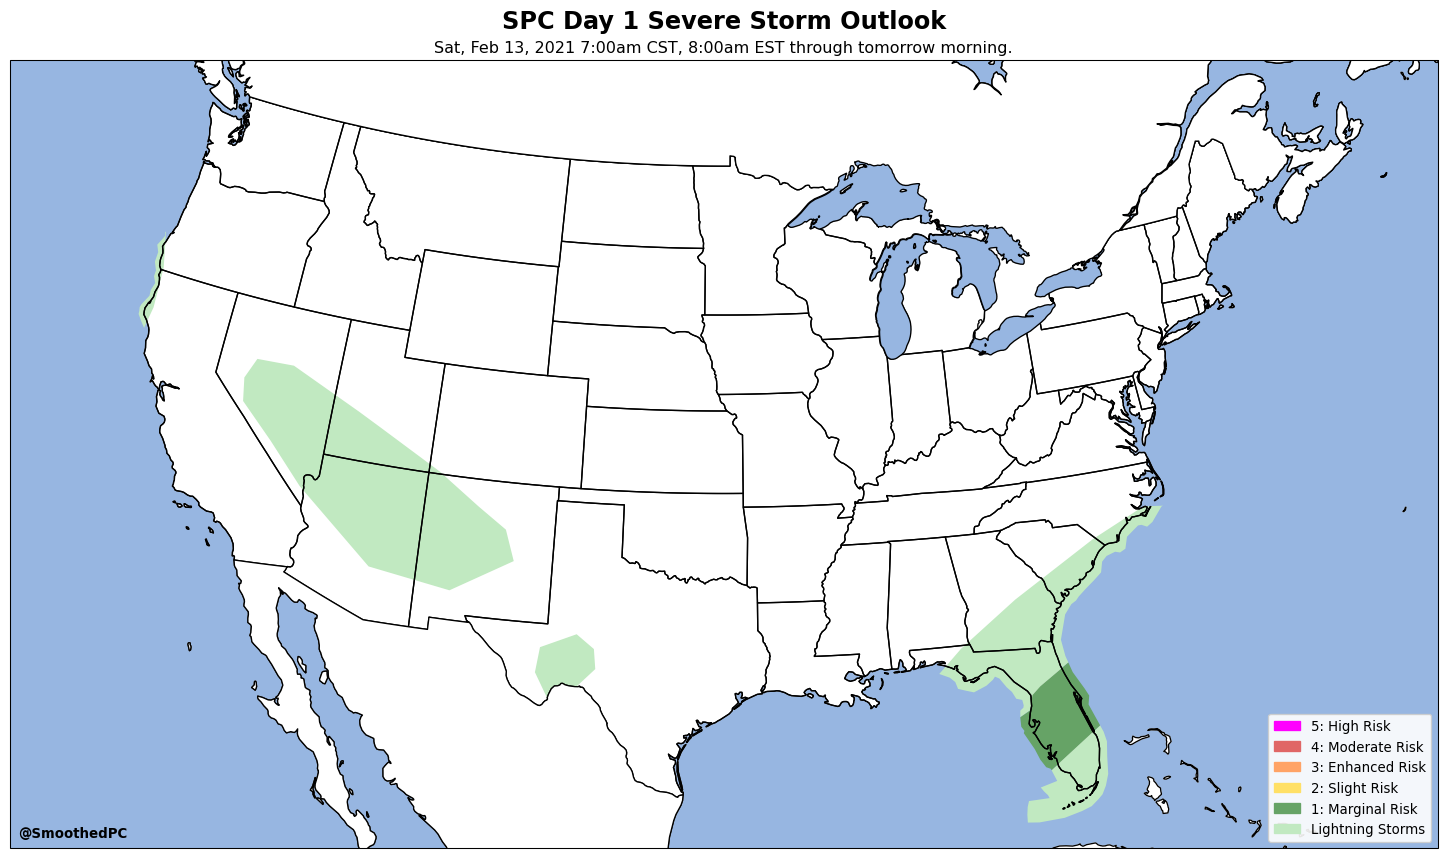 SPC Day 1 Severe Storm Outlook
Sat, Feb 13, 2021 7:00am CST, 8:00am EST through tomorrow morning.
5: High Risk
4: Moderate Risk
3: Enhanced Risk
2: Slight Risk
1: Marginal Risk
Lightning Storms
@SmoothedPC